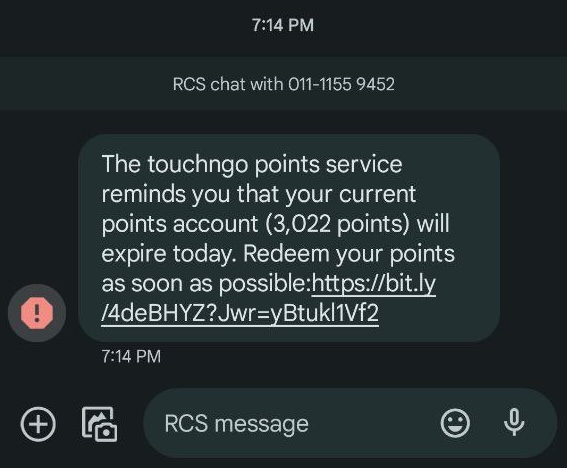 7:14 PM
RCS chat with 011-1155 9452
The touchngo points service
reminds you that your current
points account (3,022 points) will
expire today. Redeem your points
as soon as possible:https://bit.ly
/4deBHYZ?Jwr=yBtukl1Vf2
7:14 PM
RCS message